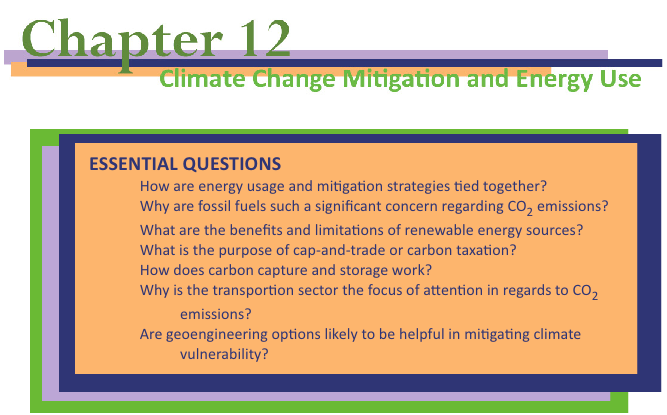 Chapter 12
Climate Change Mitigation and Energy Use
ESSENTIAL QUESTIONS
How are energy usage and mitigation strategies tied together?
Why are fossil fuels such a significant concern regarding CO2 emissions?
What are the benefits and limitations of renewable energy sources?
What is the purpose of cap-and-trade or carbon taxation?
How does carbon capture and storage work?
Why is the transportion sector the focus of attention in regards to CO2
emissions?
Are geoengineering options likely to be helpful in mitigating climate
vulnerability?